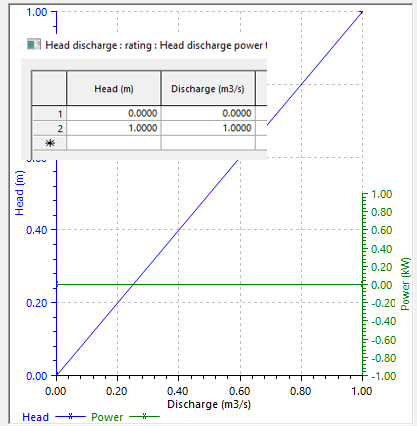 1.00
Head discharge : rating : Head discharge power t
Head (m) Discharge (m3/s)
1 0.0000 0.0000
2 1.0000 1.0000
Head (m)
0.40
0.20
0.00
1.00
0.80
0.60
0.40
0.20
0.00
-0.20
-0.40
-0.60
-0.80
-1.00
Power (kW)
0.00 0.20 0.40 0.60 0.80 1.00
Discharge (m3/s)
Head Power